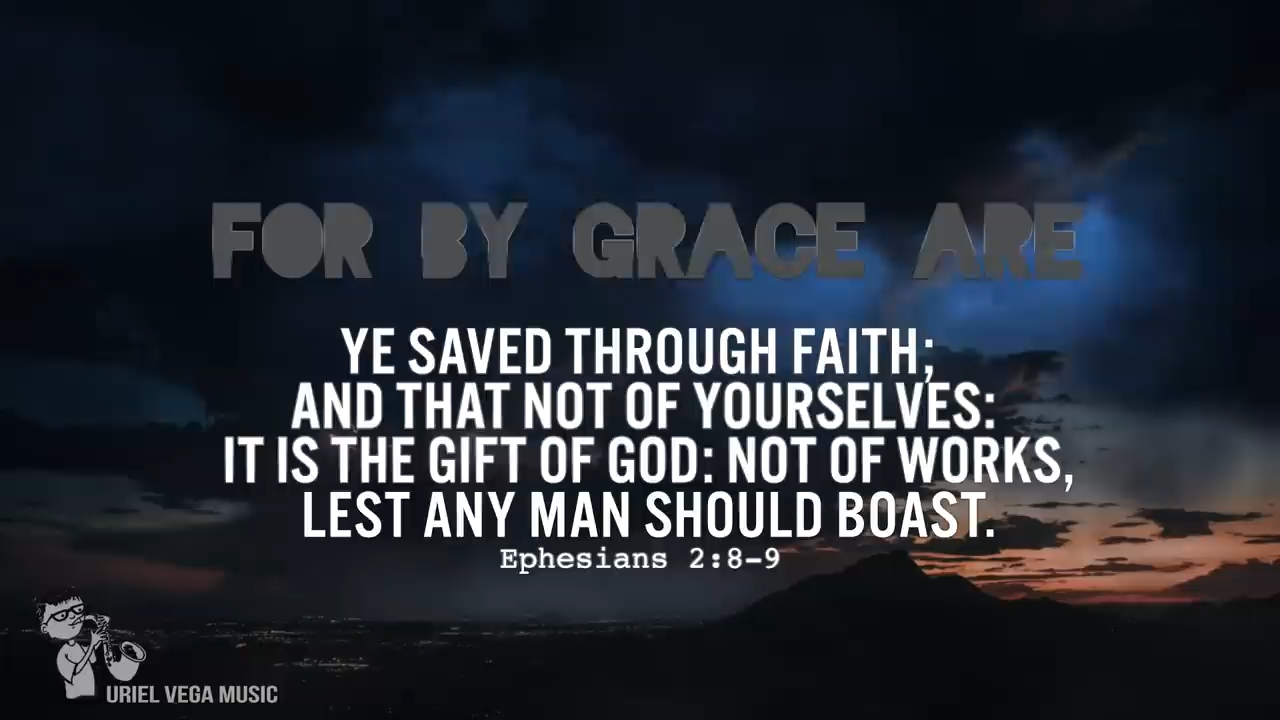 FOR BY GRACE ARE
YE SAVED THROUGH FAITH;
AND THAT NOT OF YOURSELVES:
IT IS THE GIFT OF GOD: NOT OF WORKS,
LEST ANY MAN SHOULD BOAST.
Ephesians 2:8-9
URIEL VEGA MUSIC